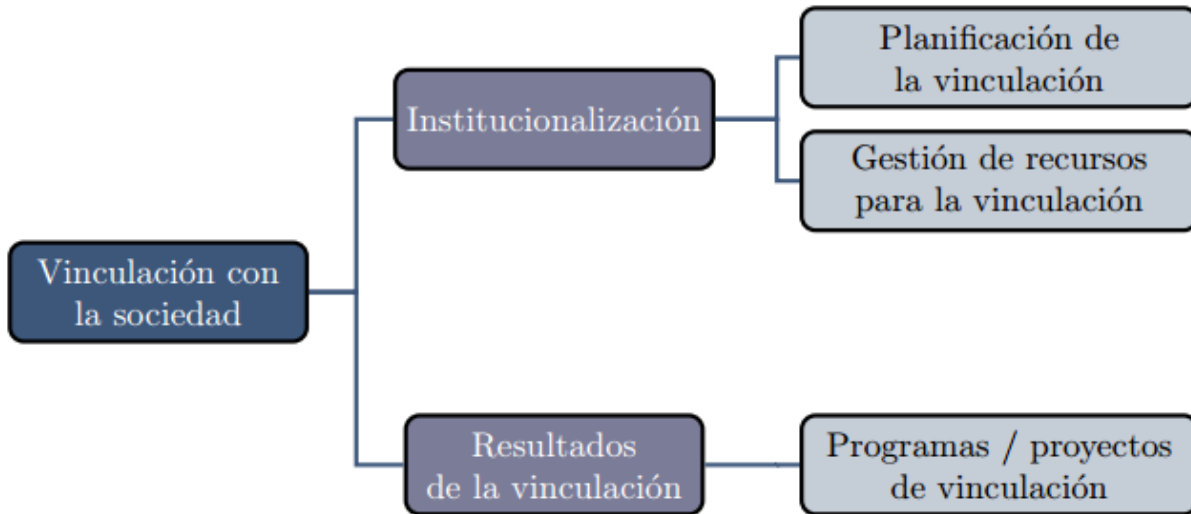 Planificación de
la vinculación
Institucionalización
Gestión de recursos
para la vinculación
Vinculación con
la sociedad
Resultados
de la vinculación
Programas / proyectos
de vinculación